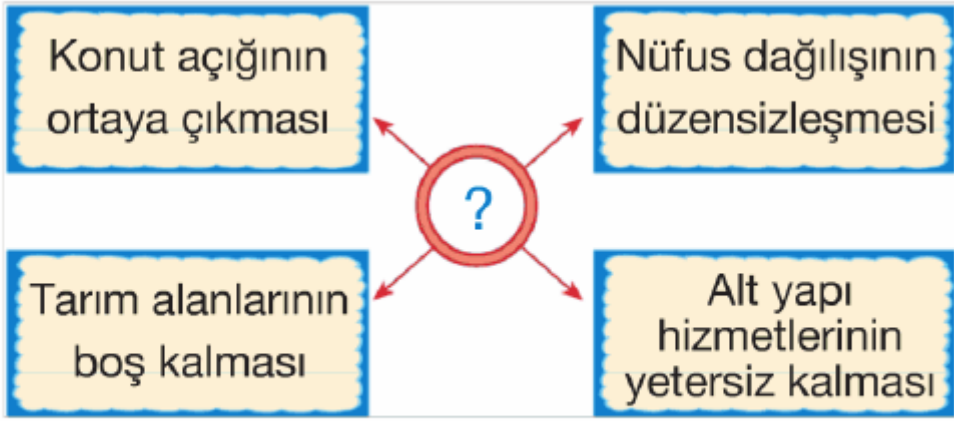 Konut açığının
ortaya çıkması
Nüfus dağılışının
düzensizleşmesi
?
Tarım alanlarının
boş kalması
Alt yapı
hizmetlerinin
yetersiz kalması